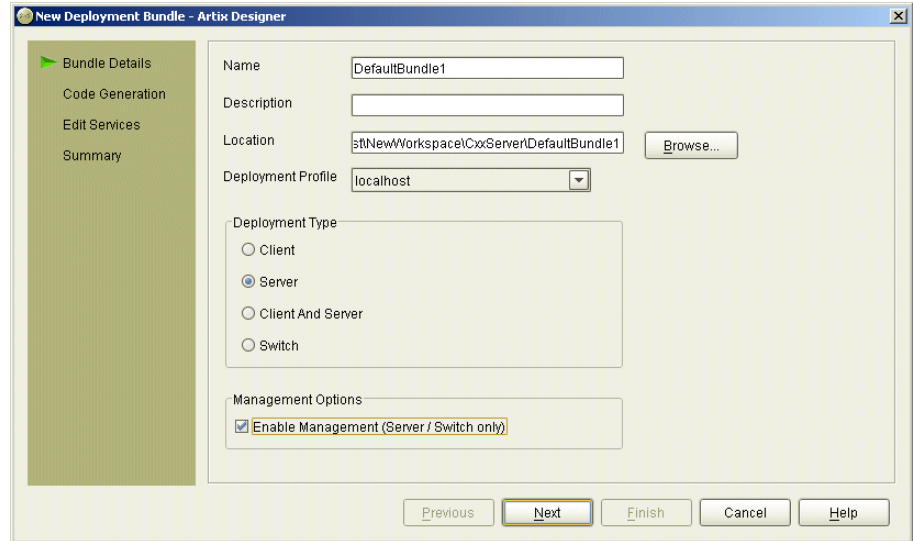 New Deployment Bundle - Artix Designer
Bundle Details
Code Generation
Edit Services
Summary
Name DefaultBundle1
Description
Location st\NewWorkspace\CxxServer\DefaultBundle1 Browse...
Deployment Profile localhost
Deployment Type
Client
Server
Client And Server
Switch
Management Options
Enable Management (Server / Switch only)
Previous Next Finish Cancel Help